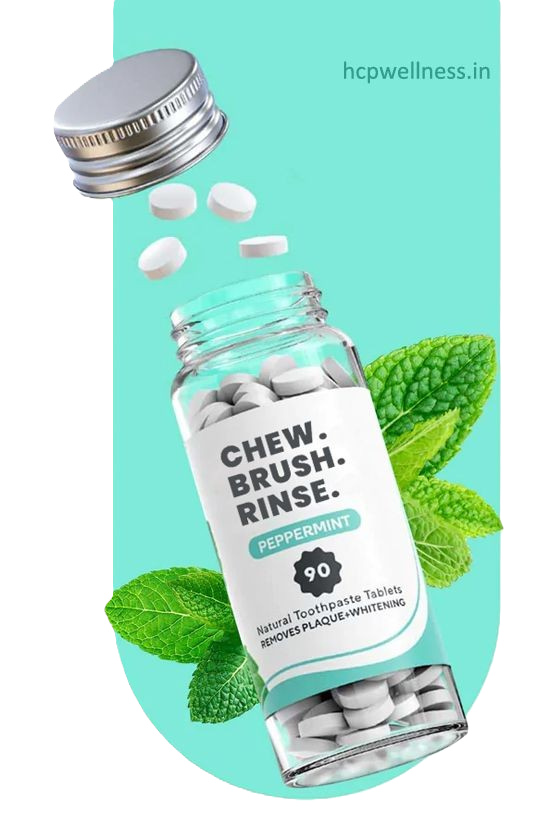 hcpwellness.in
CHEW.
BRUSH.
RINSE.
PEPPERMINT
90
Natural Toothpaste Tablets
REMOVES PLAQUE+WHITENING